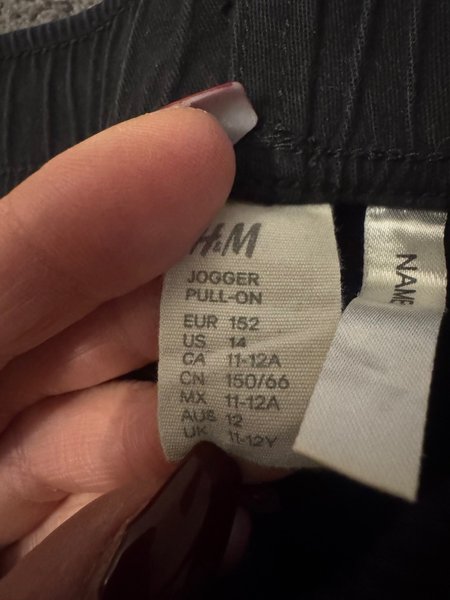 H&M
JOGGER
PULL-ON
EUR 152
US 14
CA 11-12A
CN 150/66
MX 11-12A
AUS 12
UK 11-12Y
NAME